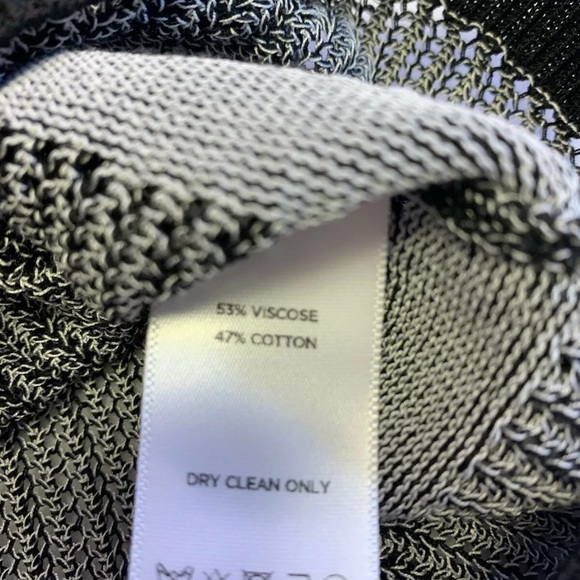 53% VISCOSE
47% COTTON
DRY CLEAN ONLY